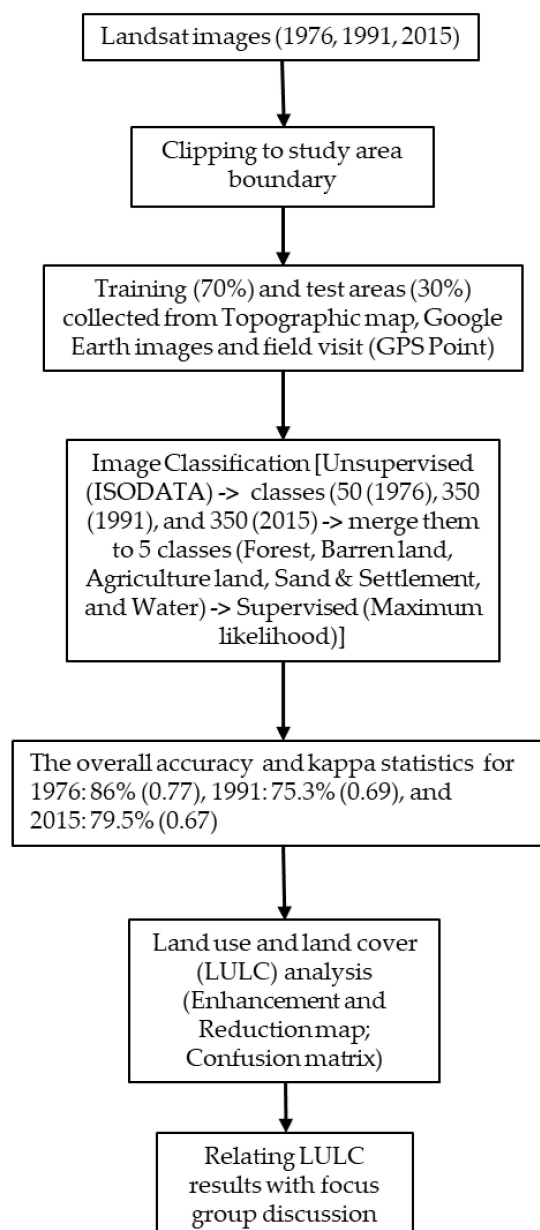 Landsat images (1976, 1991, 2015)
Clipping to study area
boundary
Training (70%) and test areas (30%)
collected from Topographic map, Google
Earth images and field visit (GPS Point)
Image Classification [Unsupervised
(ISODATA) -> classes (50 (1976), 350
(1991), and 350 (2015) -> merge them
to 5 classes (Forest, Barren land,
Agriculture land, Sand & Settlement,
and Water) -> Supervised (Maximum
likelihood)]
The overall accuracy and kappa statistics for
1976: 86% (0.77), 1991: 75.3% (0.69), and
2015: 79.5% (0.67)
Land use and land cover
(LULC) analysis
(Enhancement and
Reduction map;
Confusion matrix)
Relating LULC
results with focus
group discussion